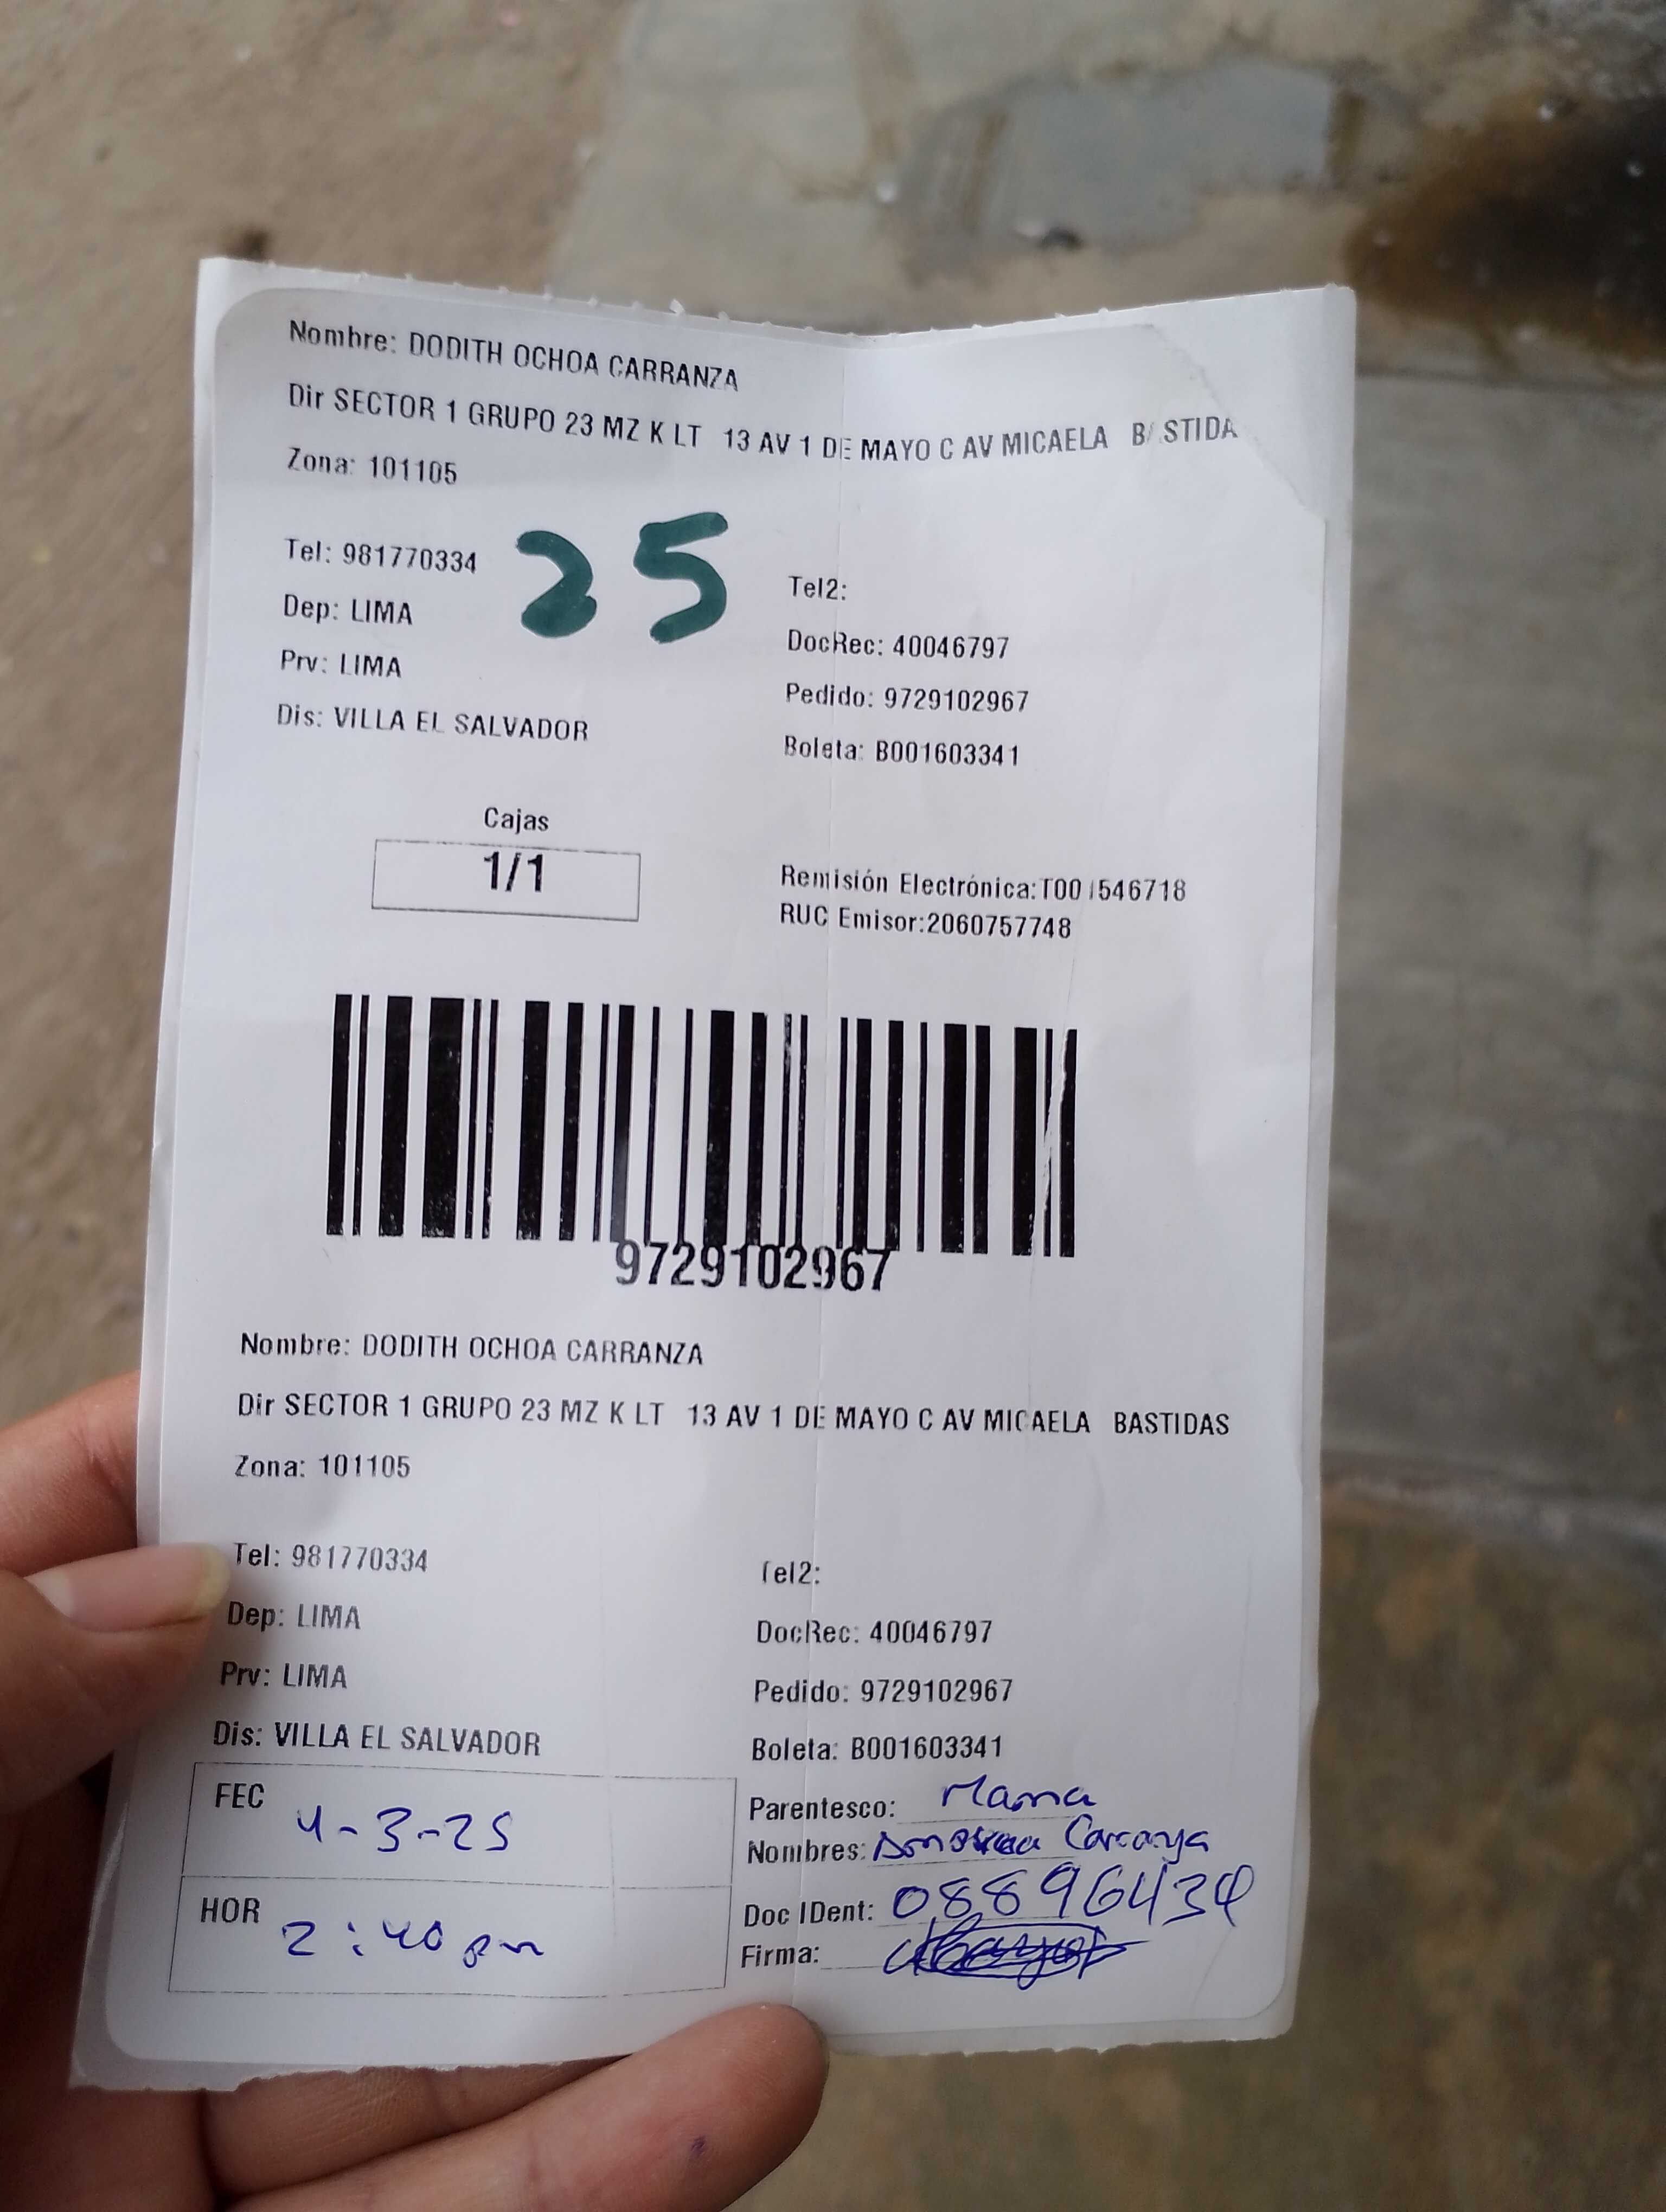 Nombre: DODITH OCHOA CARRANZA
Dir SECTOR 1 GRUPO 23 MZ K LT 13 AV 1 DE MAYO C AV MICAELA B STIDA
Zona: 101105
25
Tel: 981770334
Tel2:
Dep: LIMA
DocRec: 40046797
Prv: LIMA
Pedido: 9729102967
Dis: VILLA EL SALVADOR
Boleta: B001603341
Cajas
1/1
Remisión Electrónica:T001546718
RUC Emisor:2060757748
9729102967
Nombre: DODITH OCHOA CARRANZA
Dir SECTOR 1 GRUPO 23 MZ K LT 13 AV 1 DE MAYO C AV MICAELA BASTIDAS
Zona: 101105
Tel: 981770334
Tel2:
Dep: LIMA
DocRec: 40046797
Prv: LIMA
Pedido: 9729102967
Dis: VILLA EL SALVADOR
Boleta: B001603341
FEC 4-3-25
Parentesco: Mama
Nombres: Carranza
HOR 2:40 pm
Doc IDent: 08896434
Firma: